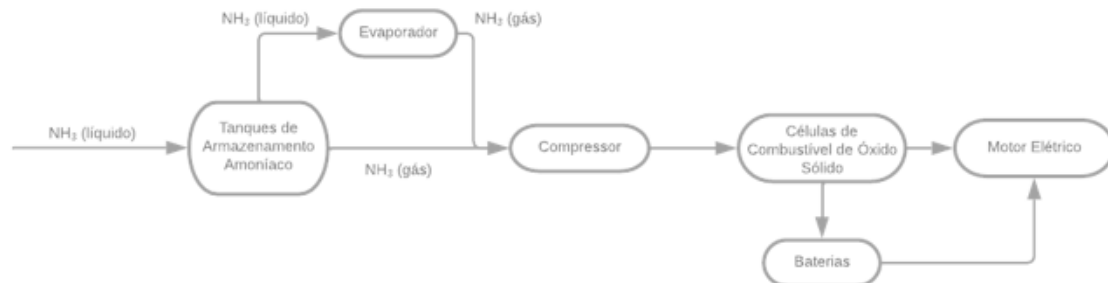 NH₃ (líquido)
Evaporador
NH₃ (gás)
NH₃ (líquido)
Tanques de
Armazenamento
Amoníaco
NH₃ (gás)
Compressor
Células de
Combustível de Óxido
Sólido
Motor Elétrico
Baterias